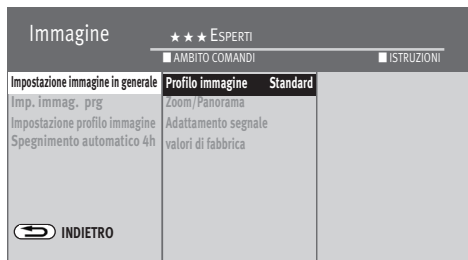 Immagine
★★★ ESPERTI
AMBITO COMANDI
ISTRUZIONI
Impostazione immagine in generale
Imp. immag. prg
Impostazione profilo immagine
Spegnimento automatico 4h
Profilo immagine Standard
Zoom/Panorama
Adattamento segnale
valori di fabbrica
INDIETRO